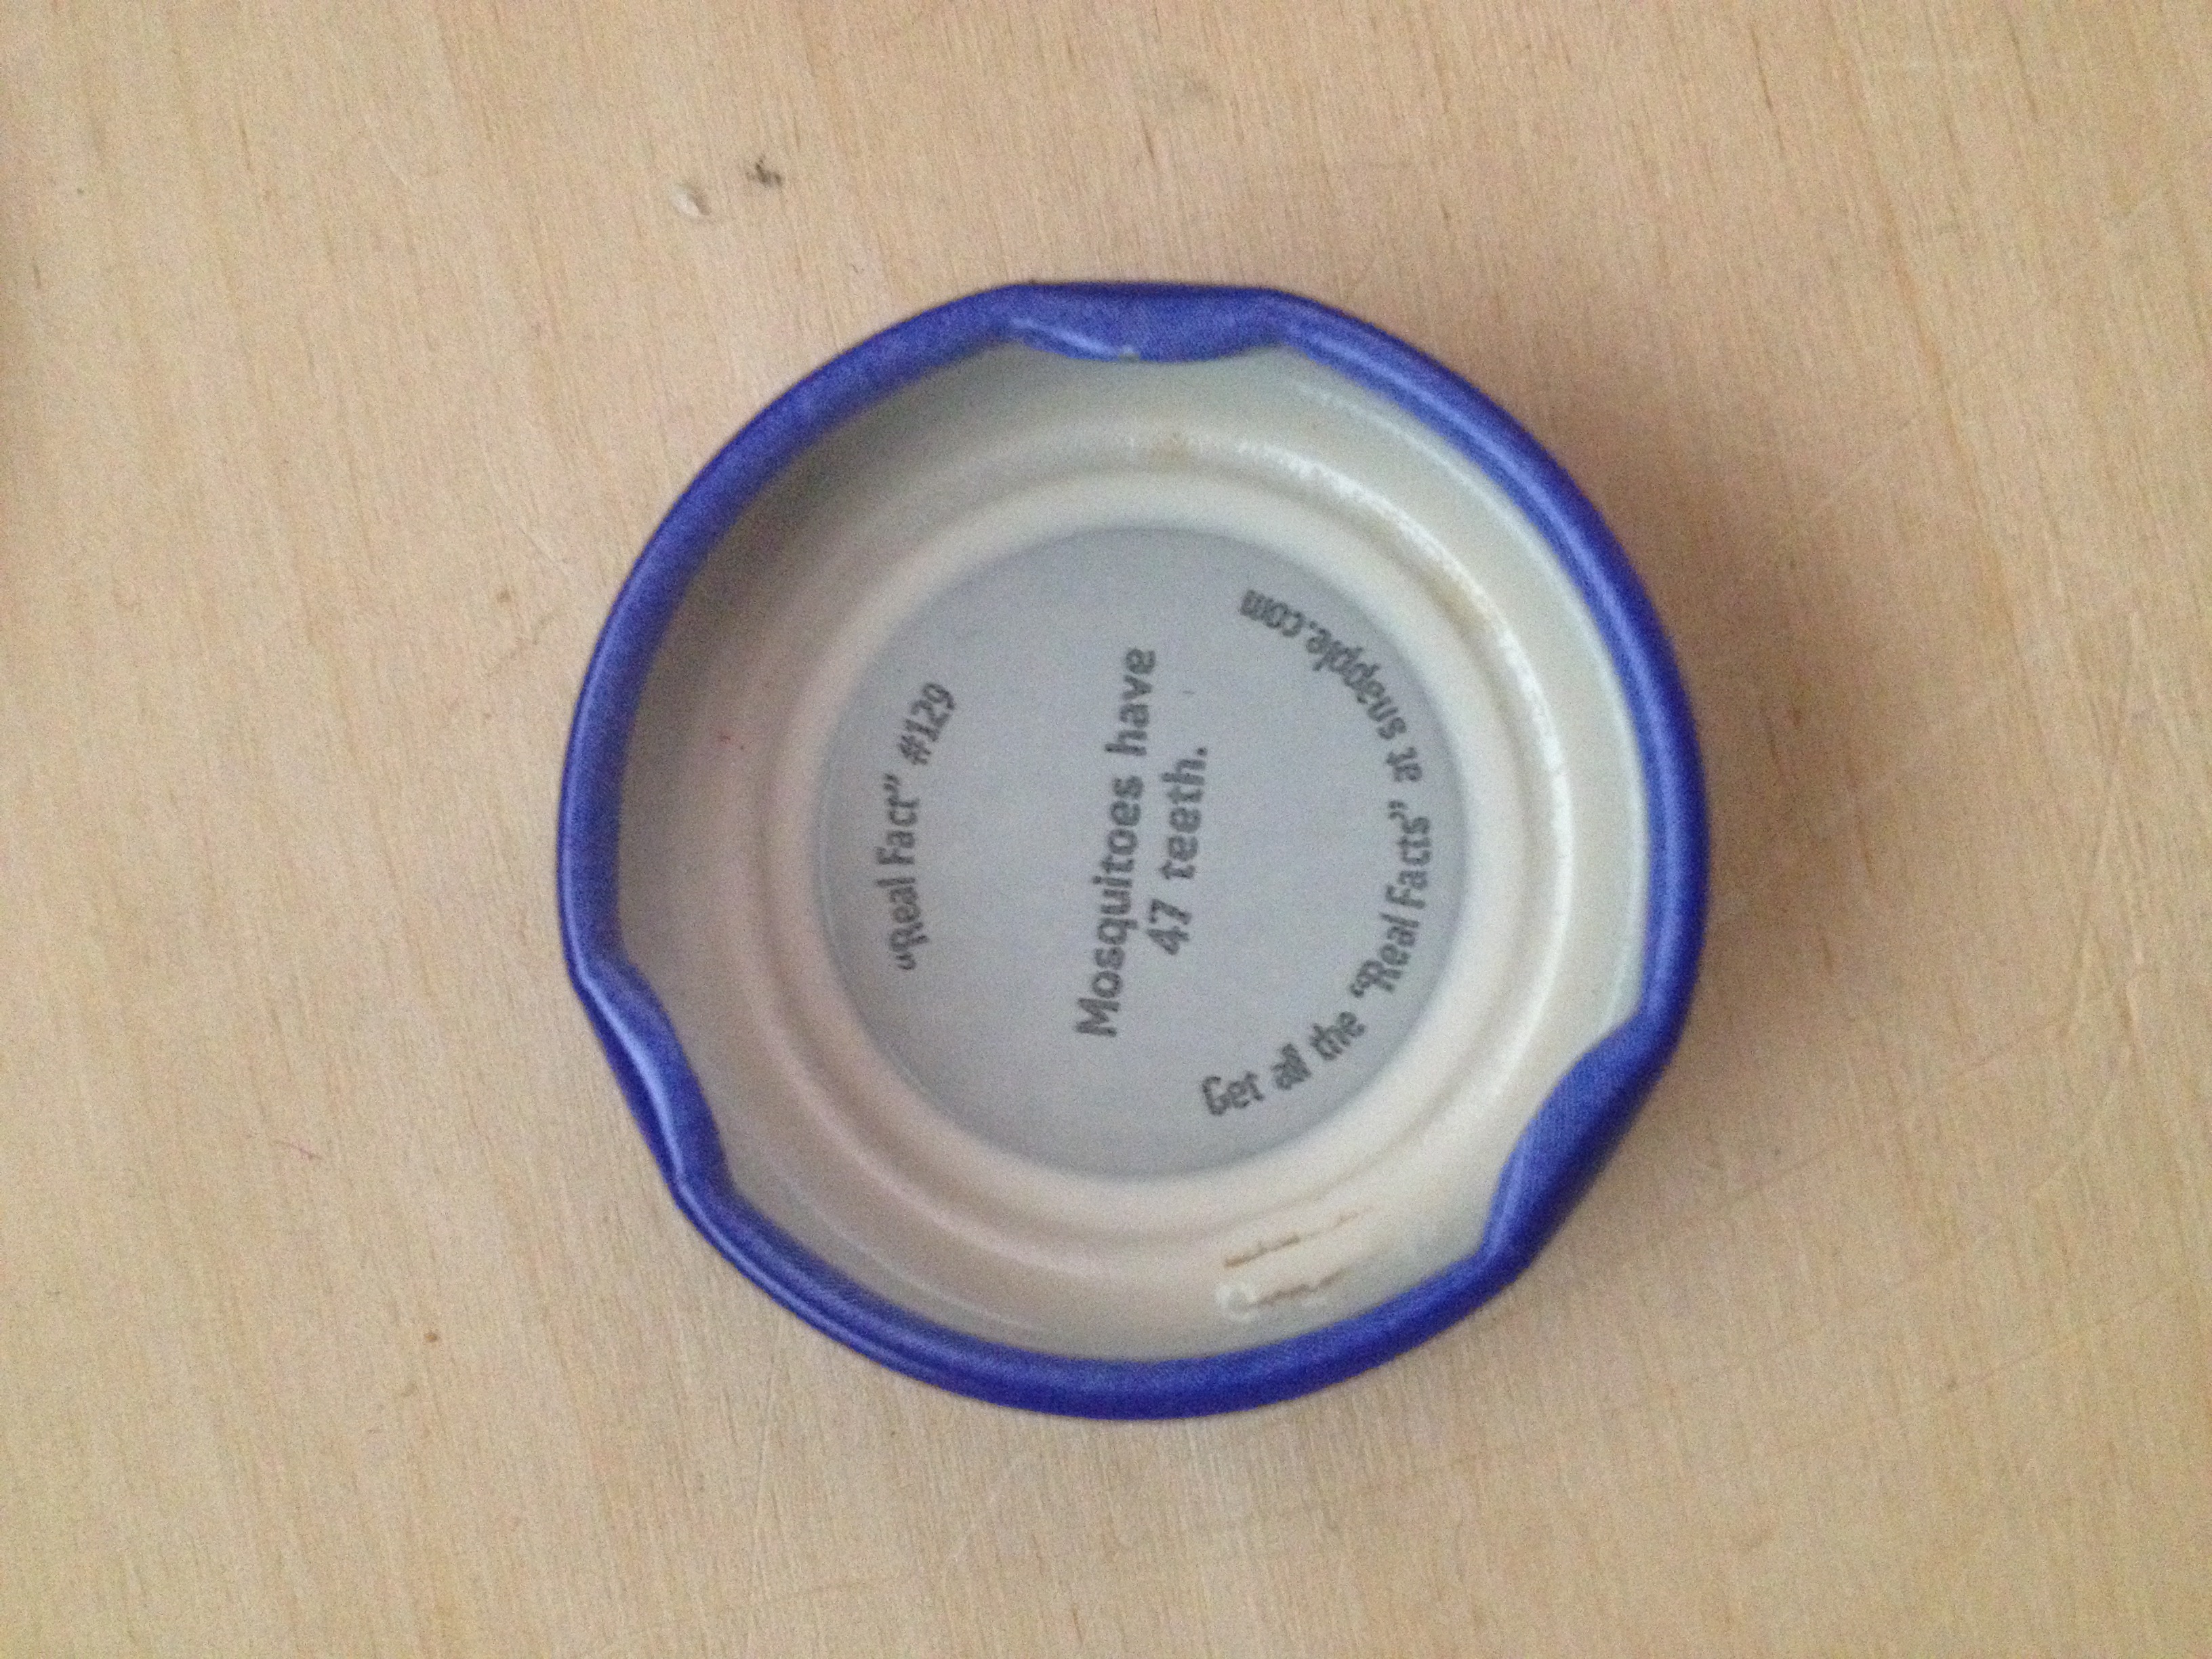 “Real Fact” #129
Mosquitoes have
47 teeth.
Get all the “Real Facts” at snapple.com